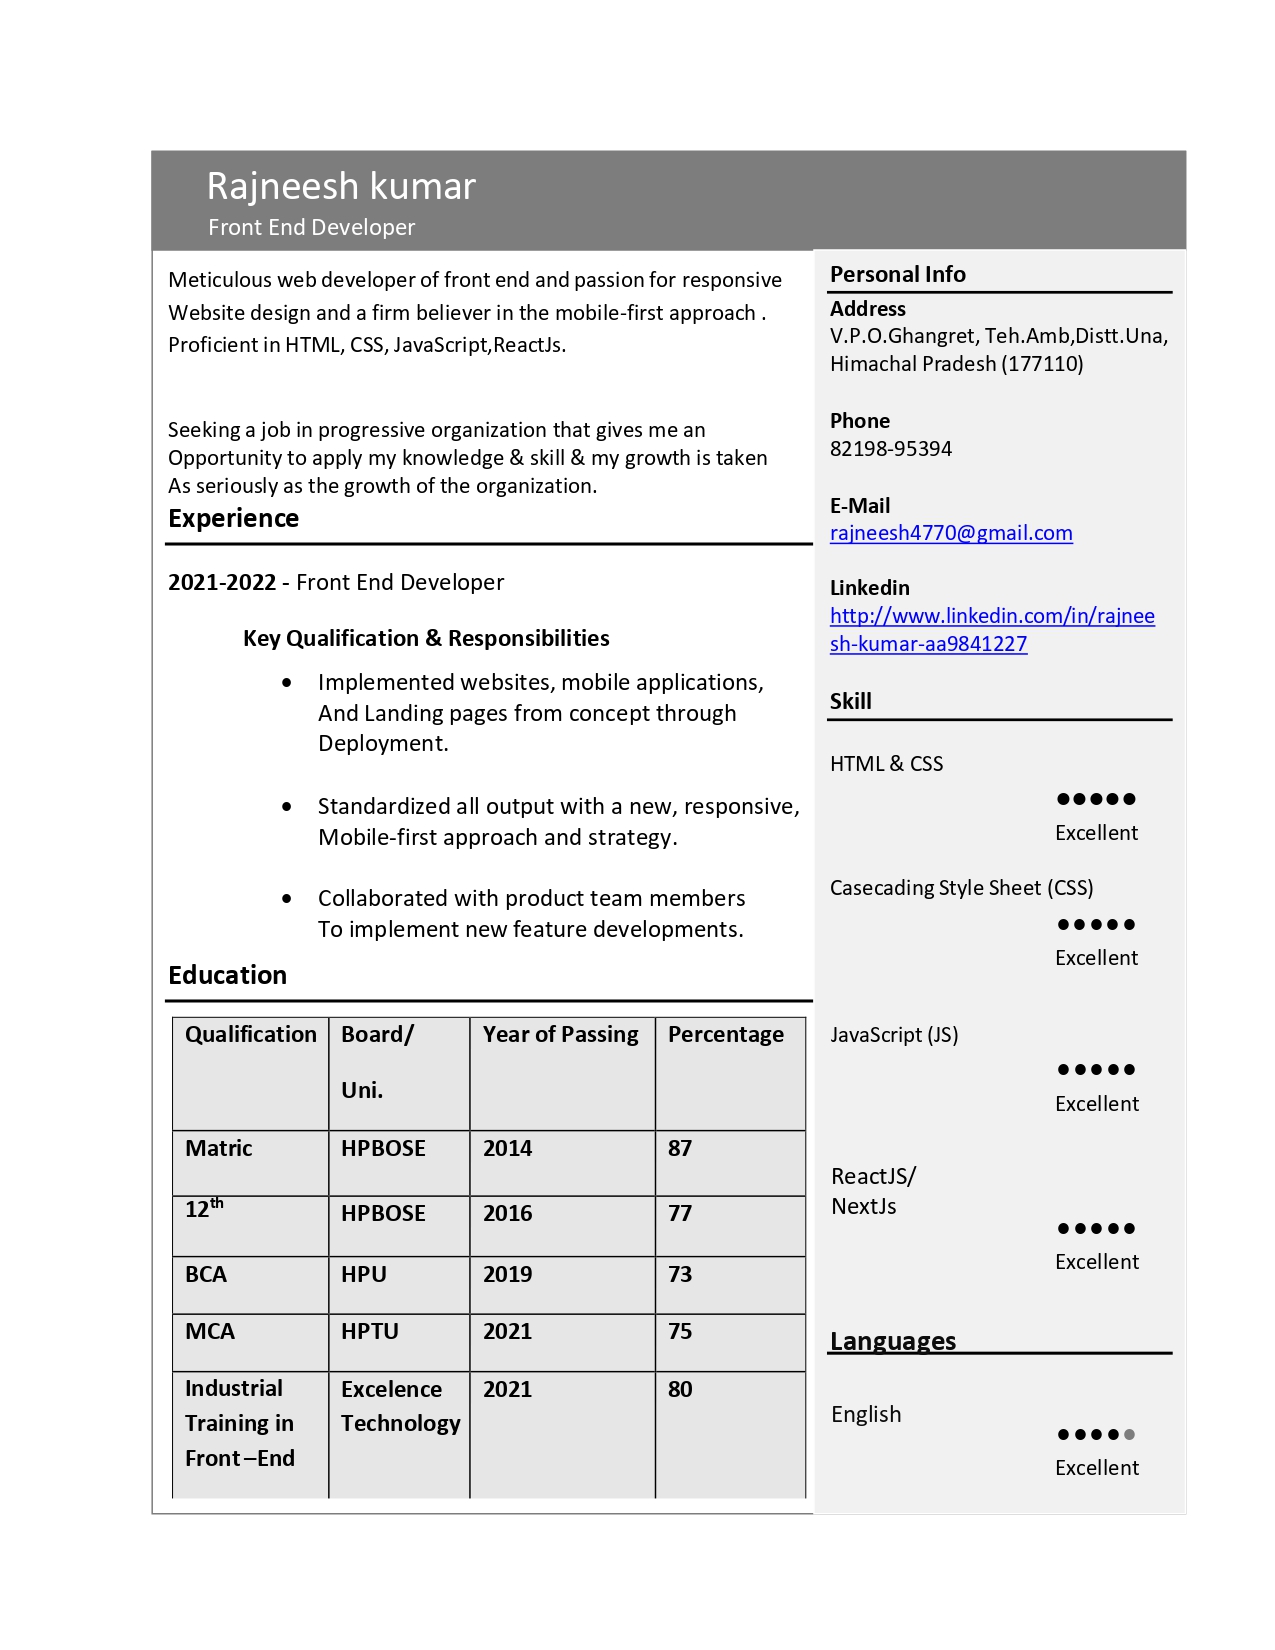 Rajneesh kumar
Front End Developer
Meticulous web developer of front end and passion for responsive
Website design and a firm believer in the mobile-first approach .
Proficient in HTML, CSS, JavaScript,ReactJs.
Seeking a job in progressive organization that gives me an
Opportunity to apply my knowledge & skill & my growth is taken
As seriously as the growth of the organization.
Experience
2021-2022 - Front End Developer
Key Qualification & Responsibilities
• Implemented websites, mobile applications,
And Landing pages from concept through
Deployment.
• Standardized all output with a new, responsive,
Mobile-first approach and strategy.
• Collaborated with product team members
To implement new feature developments.
Education
Qualification Board/ Year of Passing Percentage
Uni.
Matric HPBOSE 2014 87
12th HPBOSE 2016 77
BCA HPU 2019 73
MCA HPTU 2021 75
Industrial Excelence 2021 80
Training in Technology
Front –End
Personal Info
Address
V.P.O.Ghangret, Teh.Amb,Distt.Una,
Himachal Pradesh (177110)
Phone
82198-95394
E-Mail
rajneesh4770@gmail.com
Linkedin
http://www.linkedin.com/in/rajnee
sh-kumar-aa9841227
Skill
HTML & CSS
●●●●●
Excellent
Casecading Style Sheet (CSS)
●●●●●
Excellent
JavaScript (JS)
●●●●●
Excellent
ReactJS/
NextJs
●●●●●
Excellent
Languages
English
●●●●●
Excellent